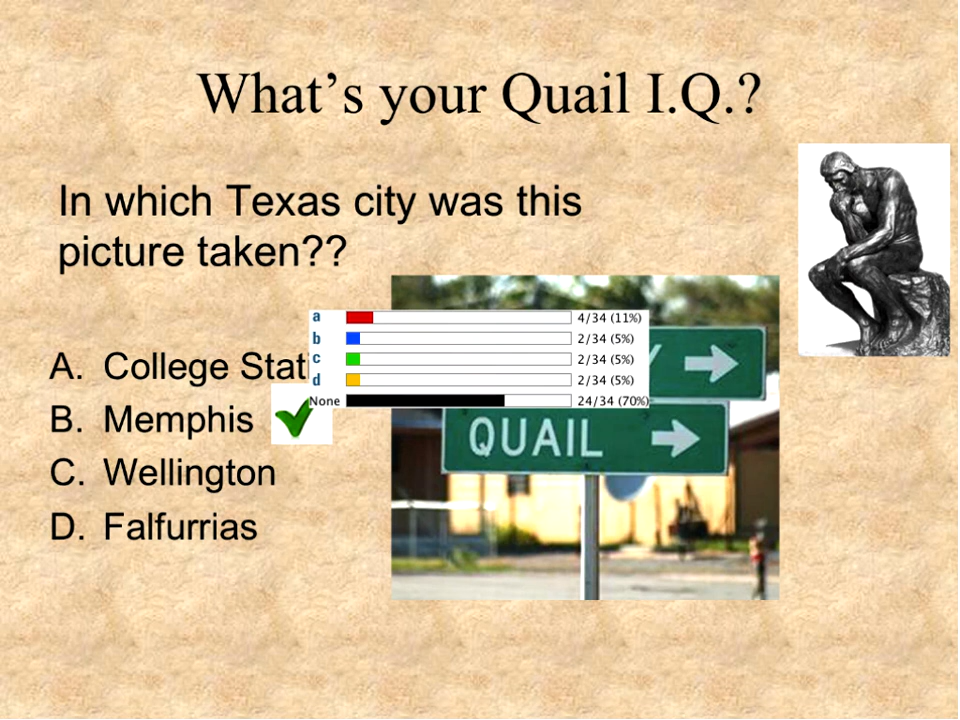 What's your Quail I.Q.?
In which Texas city was this
picture taken??
a 4/34 (11%)
b 2/34 (5%)
c 2/34 (5%)
d 2/34 (5%)
None 24/34 (70%)
A. College Stati
B. Memphis
C. Wellington
D. Falfurrias
Y
QUAIL